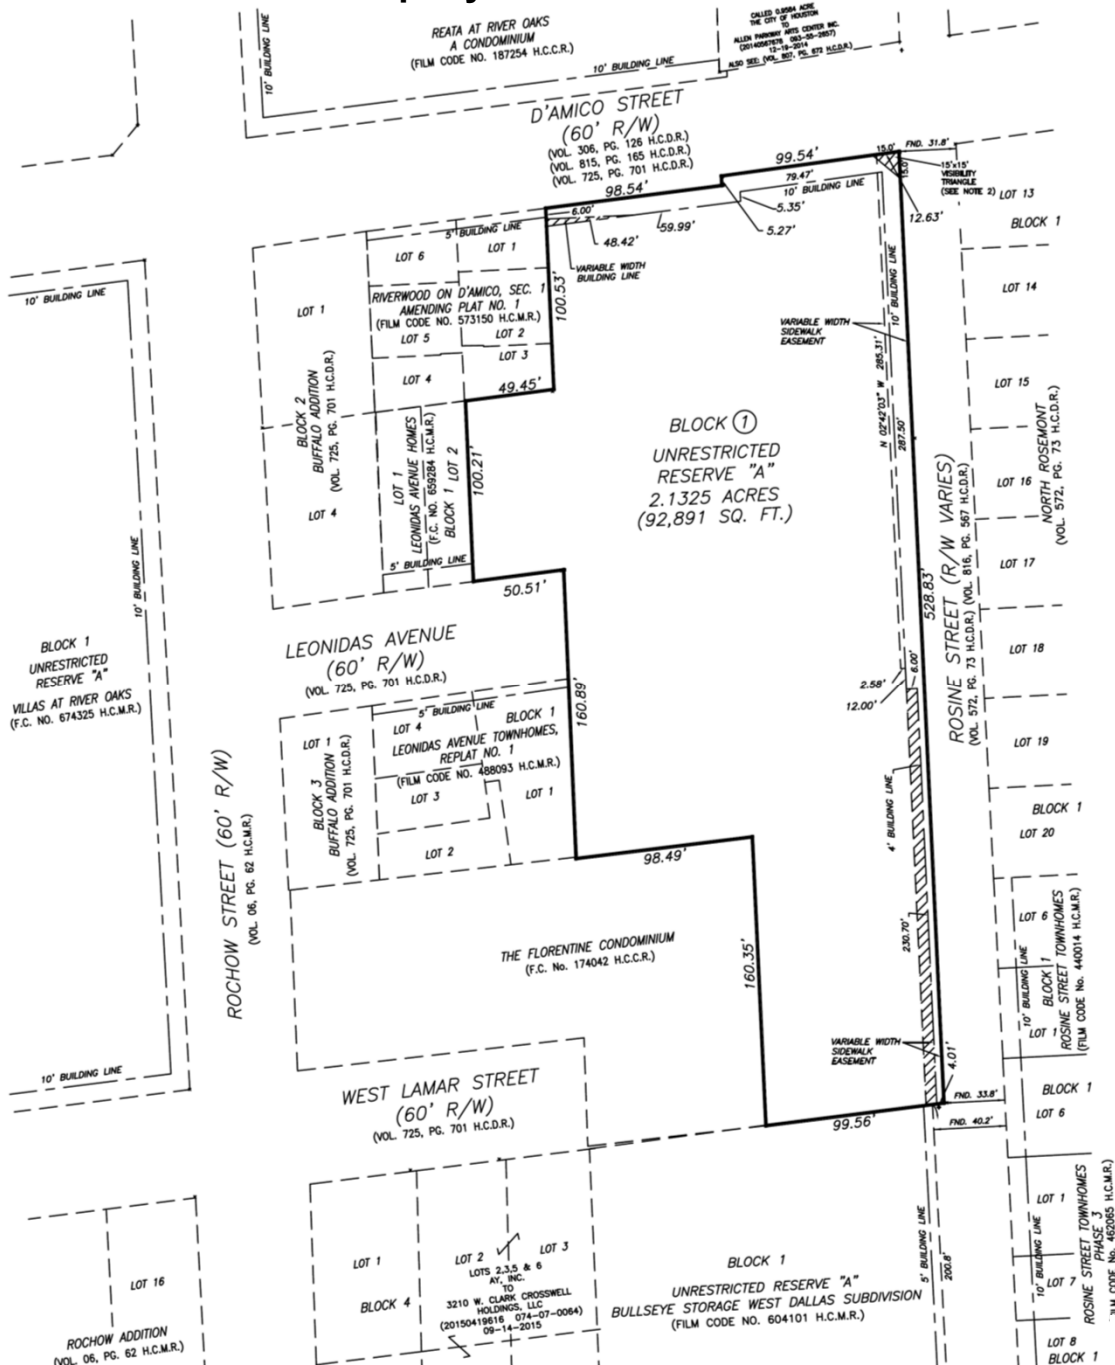 REATA AT RIVER OAKS
A CONDOMINIUM
(FILM CODE NO. 187254 H.C.C.R.)
10' BUILDING LINE
10' BUILDING LINE
CALLED 0.9584 ACRE
THE CITY OF HOUSTON
TO
ALLEN PARKWAY ARTS CENTER INC.
12-19-2014
ALSO SEE: (VOL. 807, PG. 672 H.C.D.R.)
D'AMICO STREET
(60' R/W)
(VOL. 306, PG. 126 H.C.D.R.)
(VOL. 815, PG. 165 H.C.D.R.)
(VOL. 725, PG. 701 H.C.D.R.)
98.54'
99.54'
15.0'
15.0'
FND. 31.8'
15'x15'
VISIBILITY
TRIANGLE
(SEE NOTE 2)
79.47'
10' BUILDING LINE
5.35'
5.27'
12.63'
6.00'
48.42'
59.99'
VARIABLE WIDTH
BUILDING LINE
LOT 13
BLOCK 1
LOT 14
LOT 15
LOT 16
LOT 17
LOT 18
LOT 19
BLOCK 1
LOT 20
NORTH ROSEMONT
(VOL. 572, PG. 73 H.C.D.R.)
5' BUILDING LINE
LOT 6
LOT 1
RIVERWOOD ON D'AMICO, SEC. 1
AMENDING PLAT NO. 1
(FILM CODE NO. 573150 H.C.M.R.)
LOT 5
LOT 2
LOT 3
LOT 4
100.53'
49.45'
100.21'
50.51'
160.89'
98.49'
160.35'
99.56'
LOT 1
BLOCK 2
BUFFALO ADDITION
(VOL. 725, PG. 701 H.C.D.R.)
LOT 4
LOT 1
LEONIDAS AVENUE HOMES
(F.C. NO. 659284 H.C.M.R.)
BLOCK 1 LOT 2
5' BUILDING LINE
BLOCK 1
UNRESTRICTED
RESERVE "A"
2.1325 ACRES
(92,891 SQ. FT.)
VARIABLE WIDTH
SIDEWALK
EASEMENT
10' BUILDING LINE
N 02°42'03" W 285.31'
287.50'
528.83'
ROSINE STREET (R/W VARIES)
(VOL. 572, PG. 73 H.C.D.R.) (VOL. 816, PG. 567 H.C.D.R.)
2.58'
12.00'
6.00'
4' BUILDING LINE
230.70'
VARIABLE WIDTH
SIDEWALK
EASEMENT
4.01'
FND. 33.8'
FND. 40.2'
10' BUILDING LINE
10' BUILDING LINE
10' BUILDING LINE
BLOCK 1
UNRESTRICTED
RESERVE "A"
VILLAS AT RIVER OAKS
(F.C. NO. 674325 H.C.M.R.)
LEONIDAS AVENUE
(60' R/W)
(VOL. 725, PG. 701 H.C.D.R.)
5' BUILDING LINE
LOT 4
BLOCK 1
LEONIDAS AVENUE TOWNHOMES,
REPLAT NO. 1
(FILM CODE NO. 488093 H.C.M.R.)
LOT 3
LOT 1
LOT 2
LOT 1
BLOCK 3
BUFFALO ADDITION
(VOL. 725, PG. 701 H.C.D.R.)
ROCHOW STREET (60' R/W)
(VOL. 06, PG. 62 H.C.M.R.)
THE FLORENTINE CONDOMINIUM
(F.C. No. 174042 H.C.C.R.)
WEST LAMAR STREET
(60' R/W)
(VOL. 725, PG. 701 H.C.D.R.)
LOT 6
10' BUILDING LINE
BLOCK 1
LOT 1
ROSINE STREET TOWNHOMES
(FILM CODE No. 440014 H.C.M.R.)
BLOCK 1
LOT 6
LOT 1
10' BUILDING LINE
LOT 7
ROSINE STREET TOWNHOMES
PHASE 3
CODE No. 462065 H.C.M.R.)
LOT 8
BLOCK 1
5' BUILDING LINE
200.8'
BLOCK 1
UNRESTRICTED RESERVE "A"
BULLSEYE STORAGE WEST DALLAS SUBDIVISION
(FILM CODE NO. 604101 H.C.M.R.)
LOT 1
BLOCK 4
LOT 2
LOT 3
LOTS 2,3,5 & 6
AY, INC.
TO
3210 W. CLARK CROSSWELL
HOLDINGS, LLC
(20150419616 074-07-0064)
09-14-2015
LOT 16
ROCHOW ADDITION
(VOL. 06, PG. 62 H.C.M.R.)